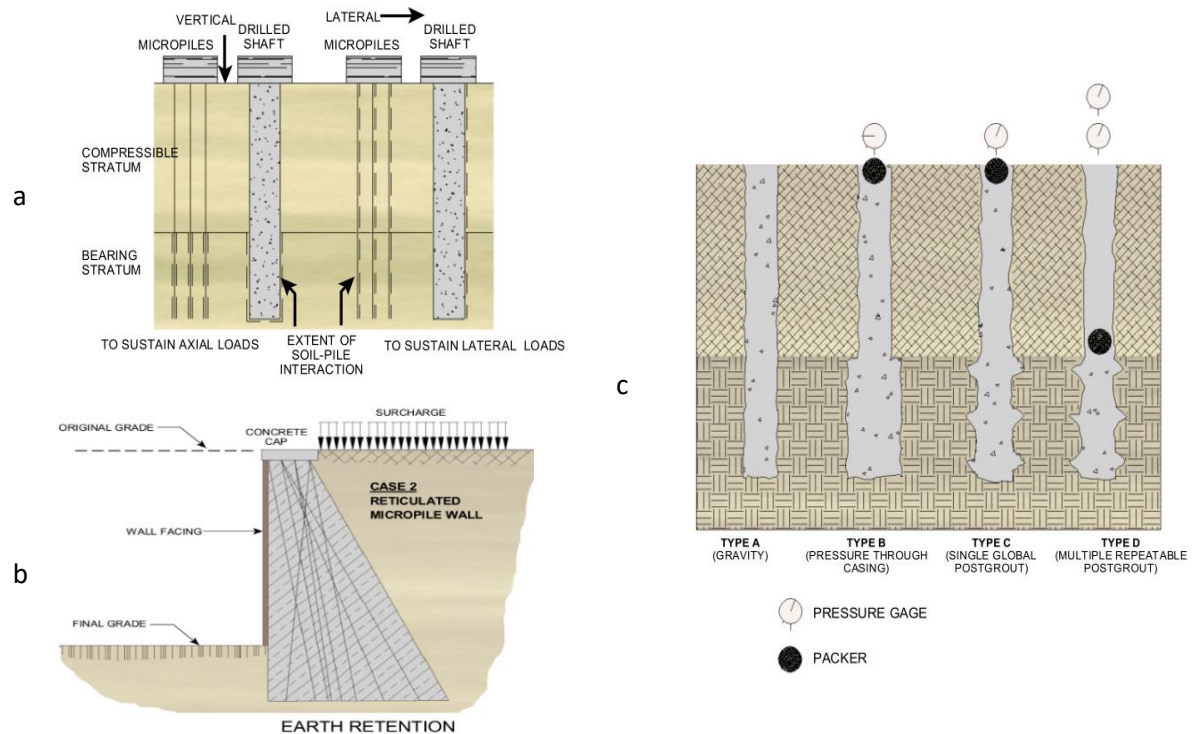 a
VERTICAL
MICROPILES
DRILLED
SHAFT
LATERAL
MICROPILES
DRILLED
SHAFT
COMPRESSIBLE
STRATUM
BEARING
STRATUM
TO SUSTAIN AXIAL LOADS
EXTENT OF
SOIL-PILE
INTERACTION
TO SUSTAIN LATERAL LOADS
b
ORIGINAL GRADE
CONCRETE
CAP
SURCHARGE
CASE 2
RETICULATED
MICROPILE WALL
WALL FACING
FINAL GRADE
EARTH RETENTION
c
TYPE A
(GRAVITY)
TYPE B
(PRESSURE THROUGH
CASING)
TYPE C
(SINGLE GLOBAL
POSTGROUT)
TYPE D
(MULTIPLE REPEATABLE
POSTGROUT)
PRESSURE GAGE
PACKER